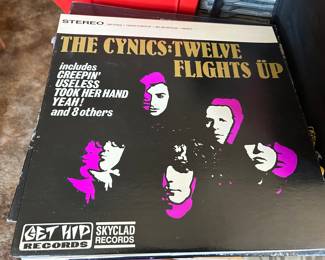 STEREO
THE CYNICS:TWELVE
FLIGHTS ÜP
includes
CREEPIN'
USELESS
TOOK HER HAND
YEAH!
and 8 others
GET HIP
RECORDS
SKYCLAD
RECORDS